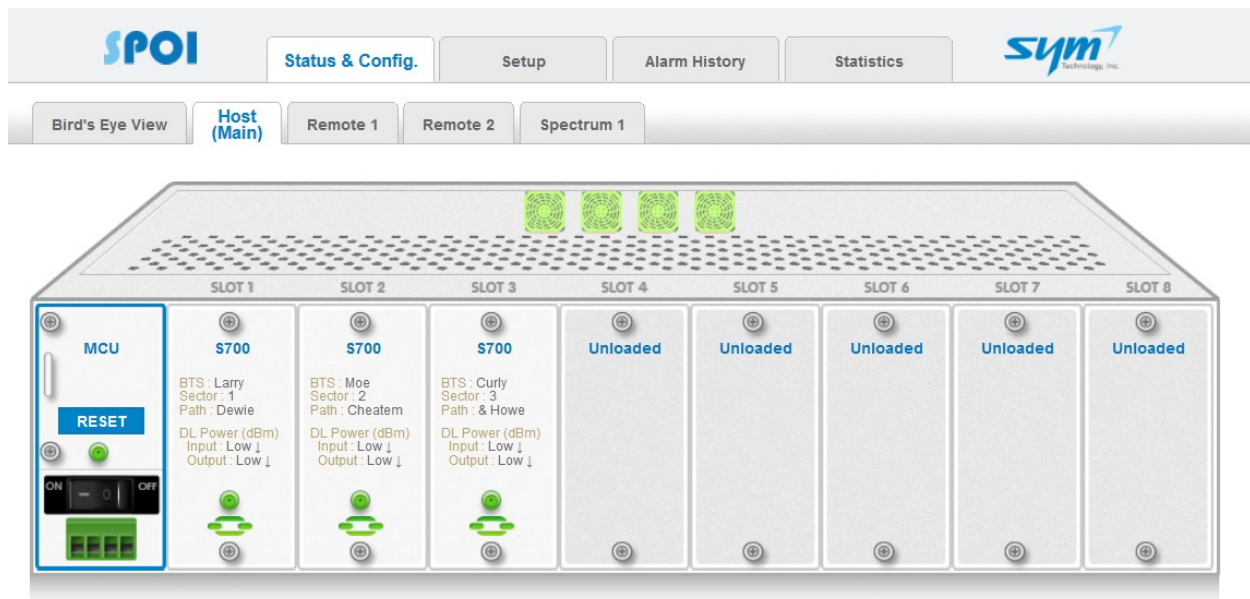 SPOI
Status & Config.
Setup
Alarm History
Statistics
sym
Technology, Inc.
Bird's Eye View
Host
(Main)
Remote 1
Remote 2
Spectrum 1
SLOT 1
SLOT 2
SLOT 3
SLOT 4
SLOT 5
SLOT 6
SLOT 7
SLOT 8
MCU
RESET
ON
OFF
S700
BTS : Larry
Sector : 1
Path : Dewie
DL Power (dBm)
Input : Low ↓
Output : Low ↓
S700
BTS : Moe
Sector : 2
Path : Cheatem
DL Power (dBm)
Input : Low ↓
Output : Low ↓
S700
BTS : Curly
Sector : 3
Path : & Howe
DL Power (dBm)
Input : Low ↓
Output : Low ↓
Unloaded
Unloaded
Unloaded
Unloaded
Unloaded